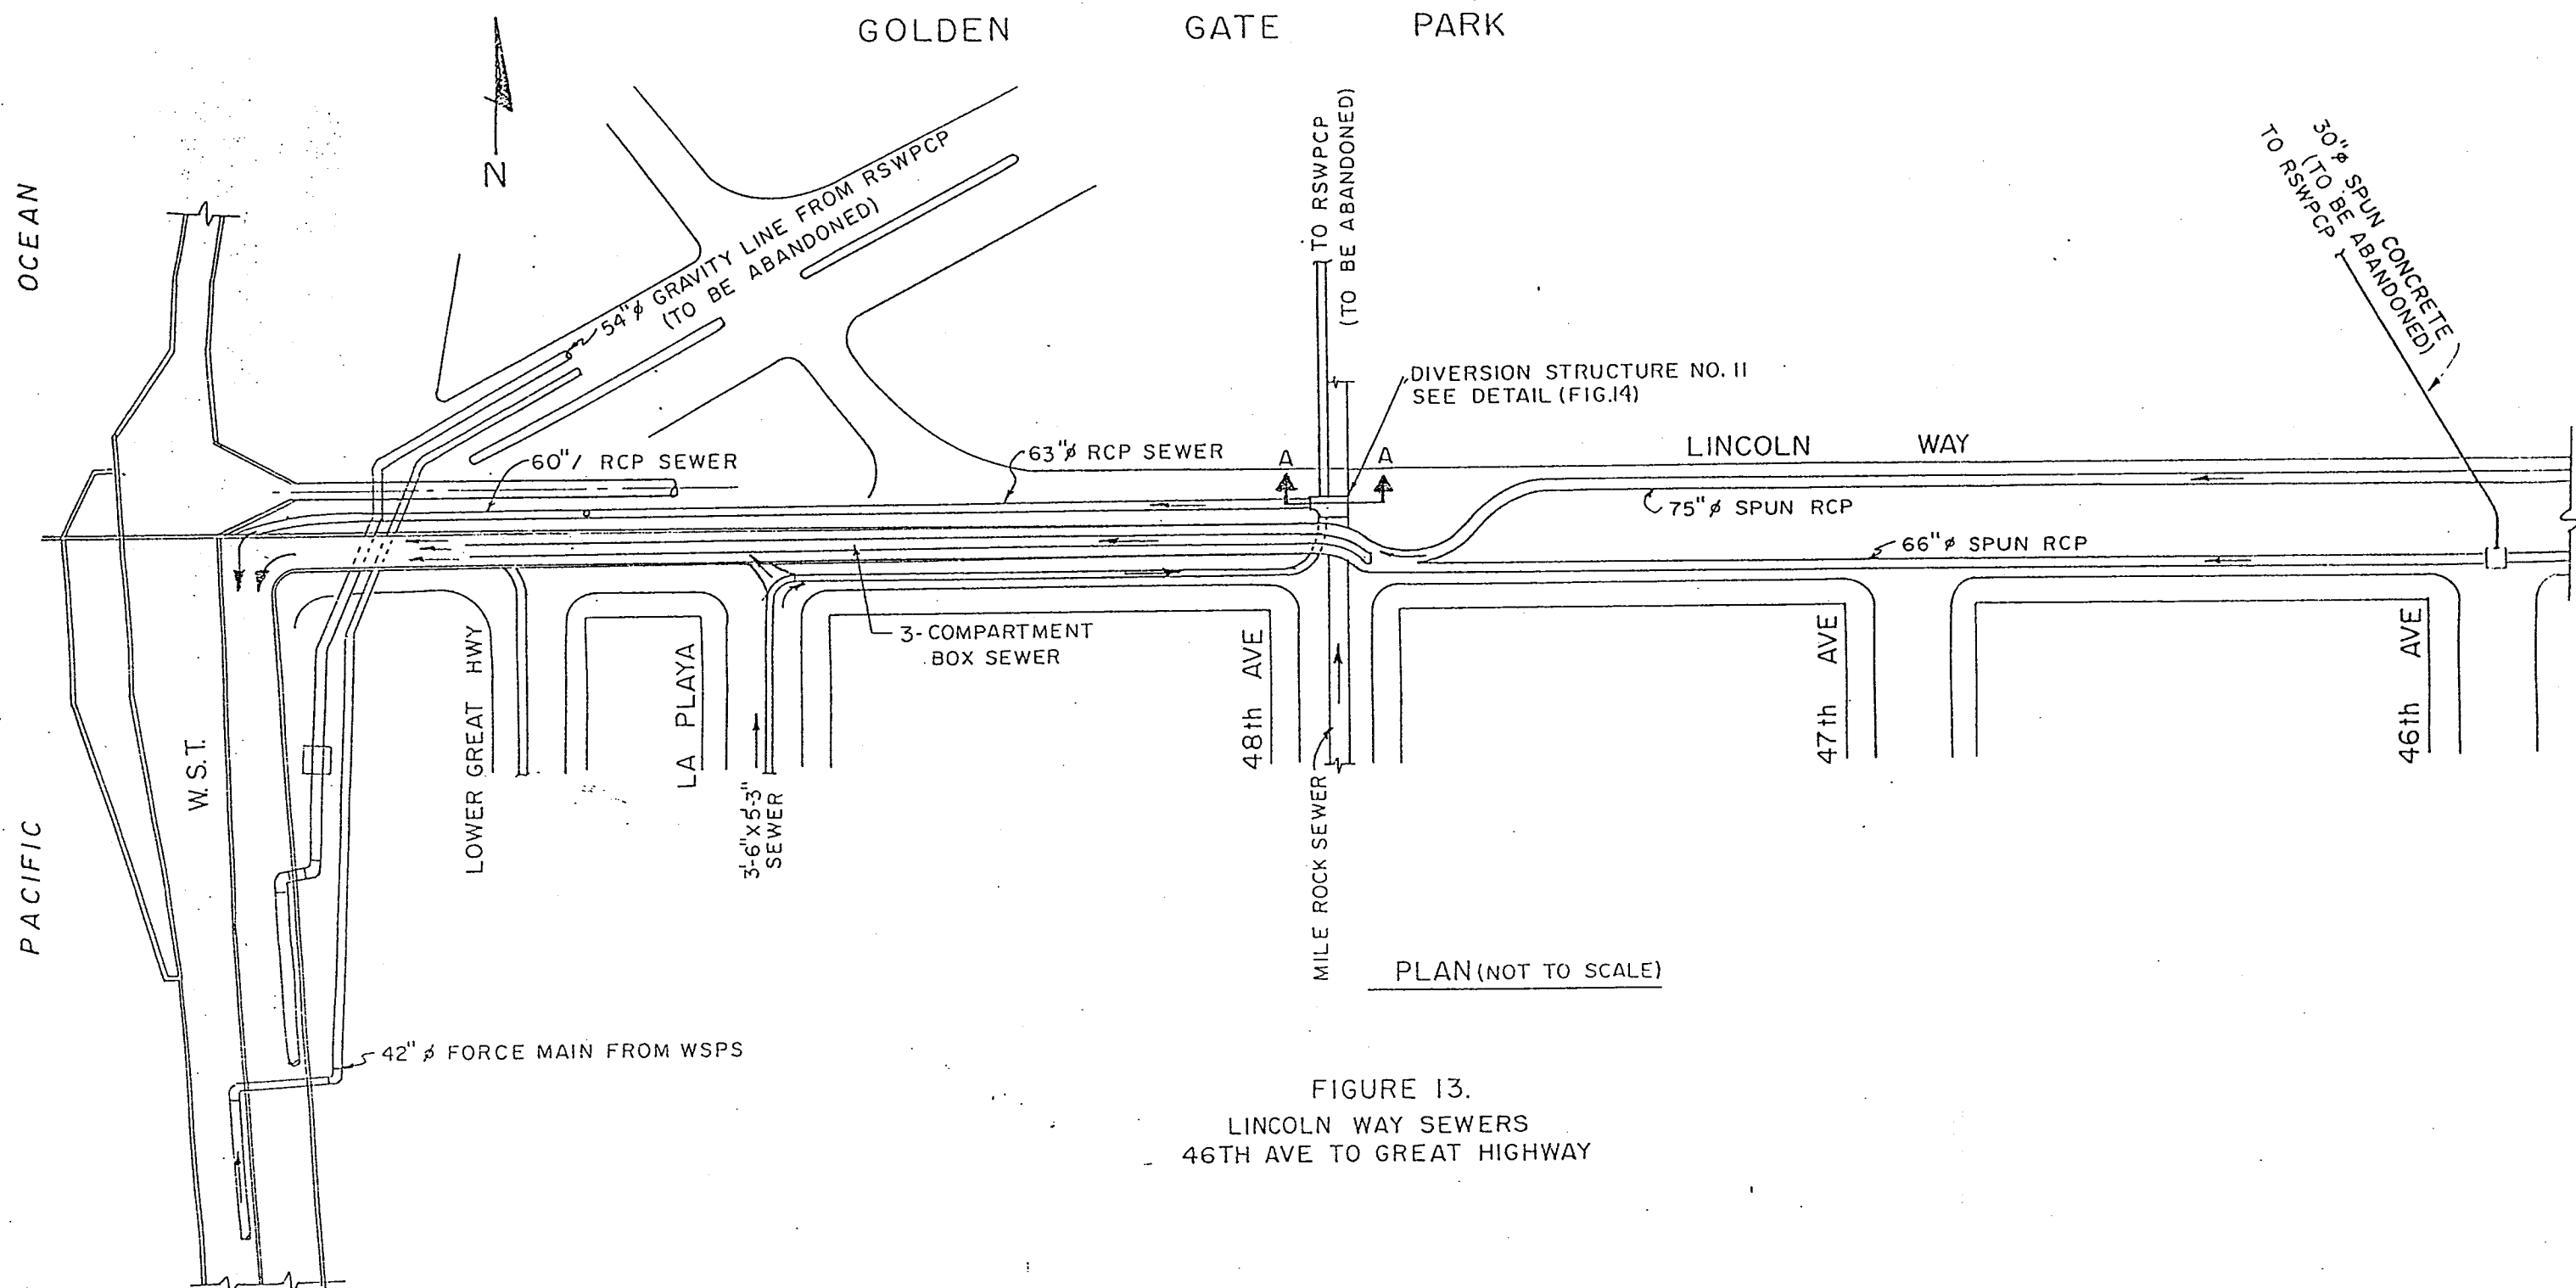 GOLDEN GATE PARK
OCEAN
PACIFIC
N
54"ø GRAVITY LINE FROM RSWPCP
(TO BE ABANDONED)
TO RSWPCP
(TO BE ABANDONED)
30"ø SPUN CONCRETE
(TO BE ABANDONED)
TO RSWPCP
DIVERSION STRUCTURE NO. 11
SEE DETAIL (FIG.14)
LINCOLN WAY
60"/ RCP SEWER
63"ø RCP SEWER
A
A
75"ø SPUN RCP
66"ø SPUN RCP
3-COMPARTMENT
BOX SEWER
W.S.T.
LOWER GREAT HWY
LA PLAYA
3'-6"X5'-3"
SEWER
48th AVE
MILE ROCK SEWER
47th AVE
46th AVE
42"ø FORCE MAIN FROM WSPS
PLAN (NOT TO SCALE)
FIGURE 13.
LINCOLN WAY SEWERS
46TH AVE TO GREAT HIGHWAY